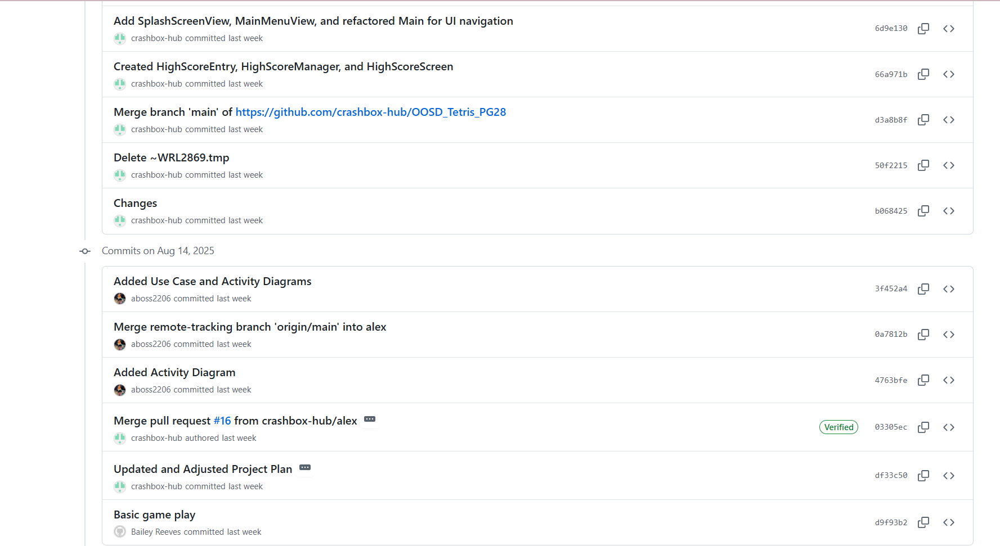 Add SplashScreenView, MainMenuView, and refactored Main for UI navigation
crashbox-hub committed last week
6d9e130
Created HighScoreEntry, HighScoreManager, and HighScoreScreen
crashbox-hub committed last week
66a971b
Merge branch 'main' of https://github.com/crashbox-hub/OOSD_Tetris_PG28
crashbox-hub committed last week
d3a8b8f
Delete ~WRL2869.tmp
crashbox-hub committed last week
50f2215
Changes
crashbox-hub committed last week
b068425
Commits on Aug 14, 2025
Added Use Case and Activity Diagrams
aboss2206 committed last week
3f452a4
Merge remote-tracking branch 'origin/main' into alex
aboss2206 committed last week
0a7812b
Added Activity Diagram
aboss2206 committed last week
4763bfe
Merge pull request #16 from crashbox-hub/alex
crashbox-hub authored last week
Verified 03305ec
Updated and Adjusted Project Plan
crashbox-hub committed last week
df33c50
Basic game play
Bailey Reeves committed last week
d9f93b2